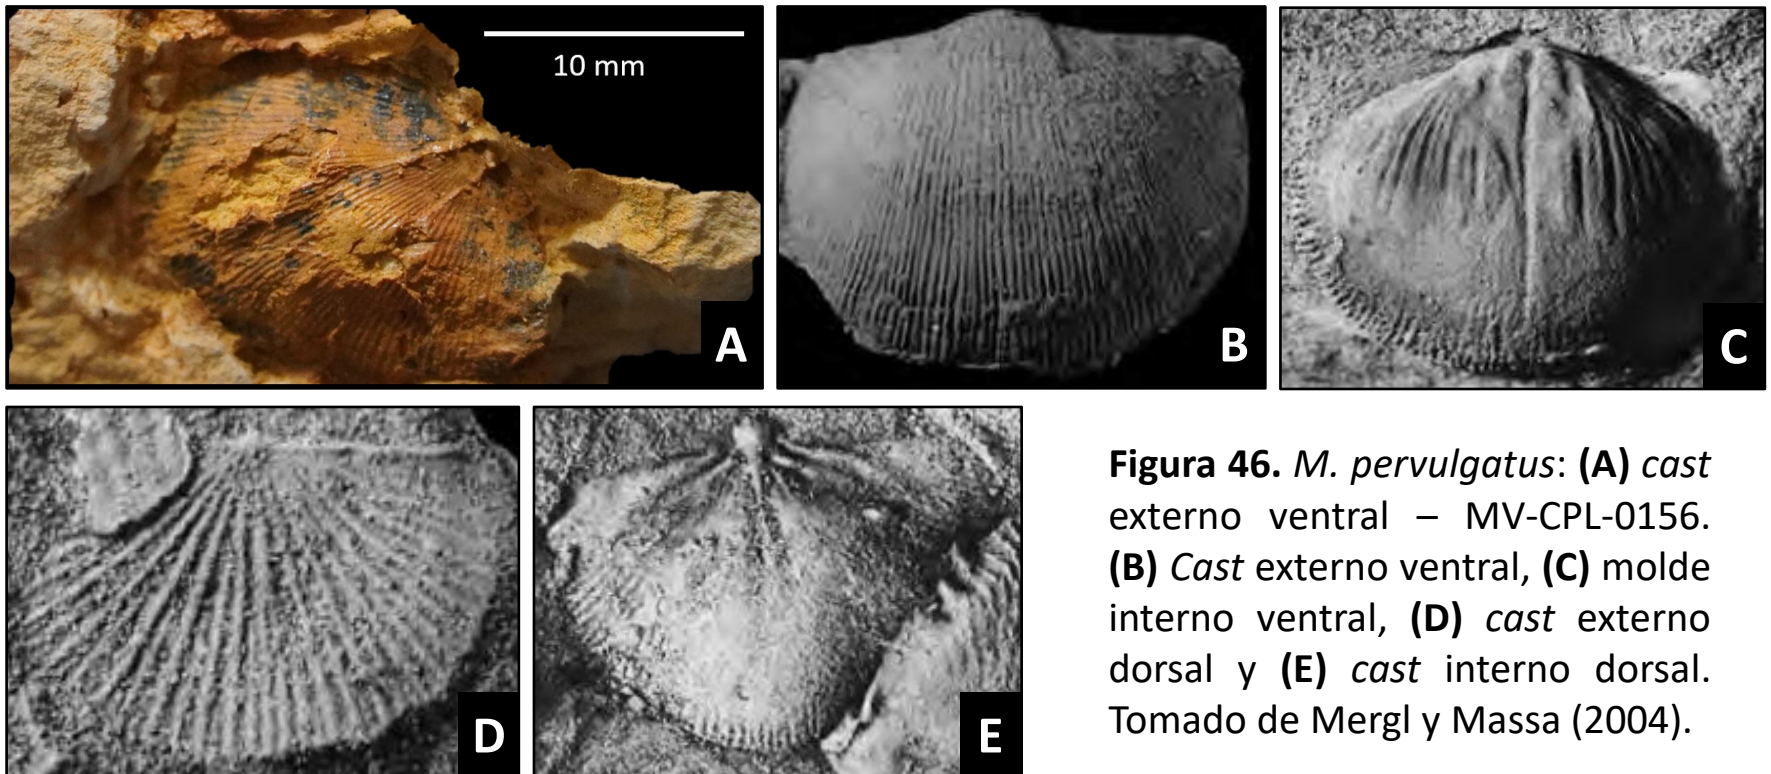 10 mm
A
B
C
D
E
Figura 46. M. pervulgatus: (A) cast
externo ventral – MV-CPL-0156.
(B) Cast externo ventral, (C) molde
interno ventral, (D) cast externo
dorsal y (E) cast interno dorsal.
Tomado de Mergl y Massa (2004).